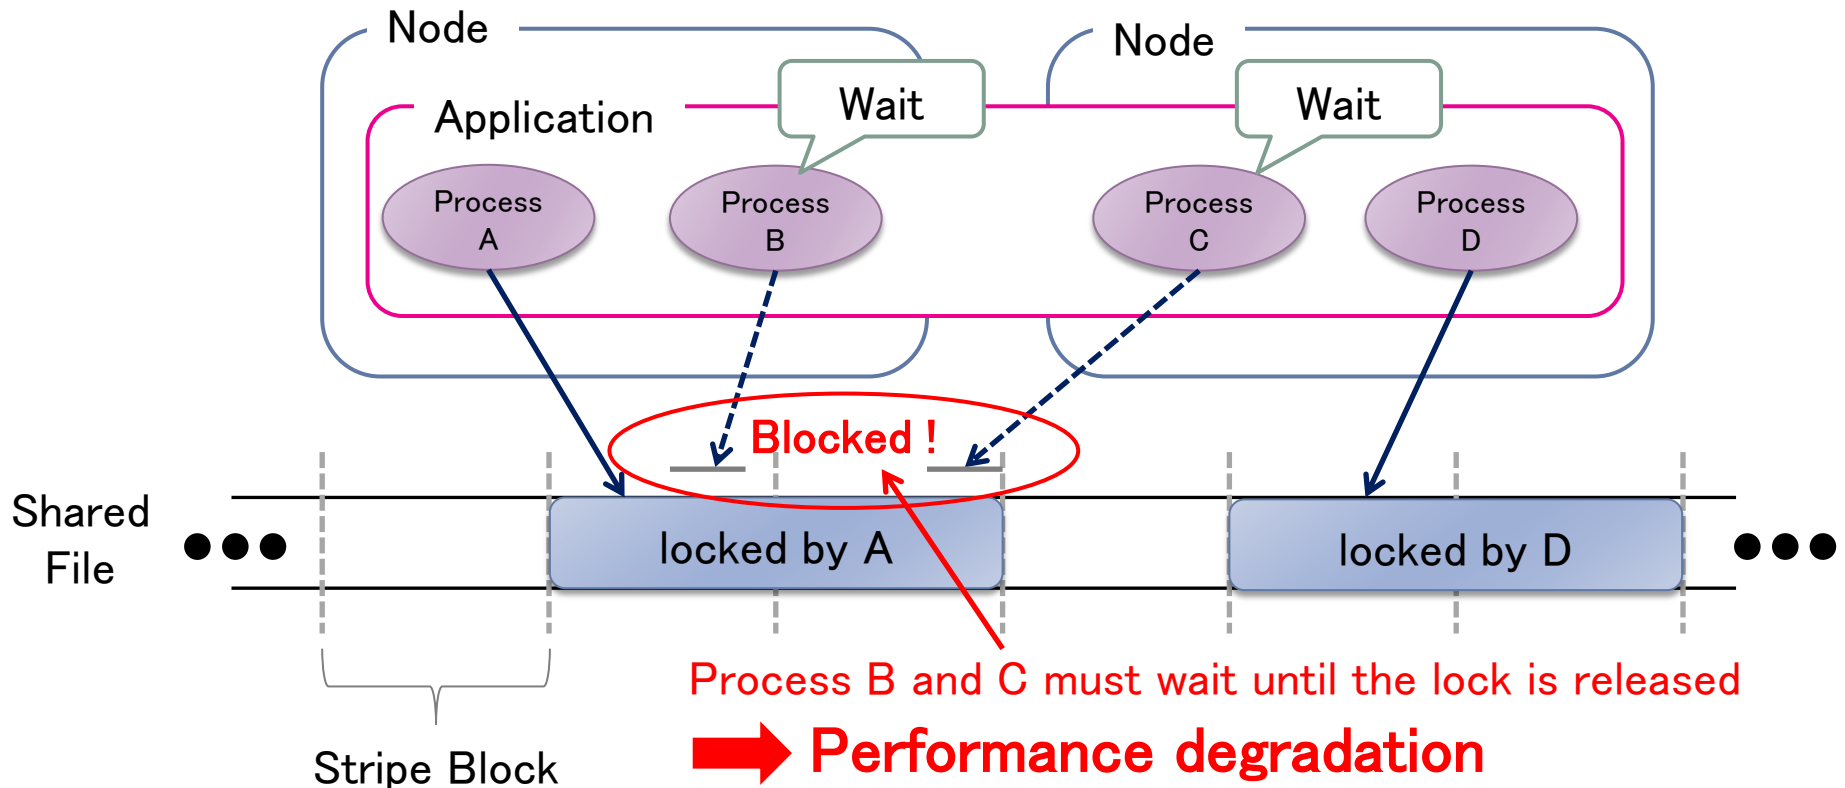 Node
Node
Wait
Wait
Application
Process
A
Process
B
Process
C
Process
D
Blocked !
Shared
File
locked by A
locked by D
Process B and C must wait until the lock is released
Performance degradation
Stripe Block